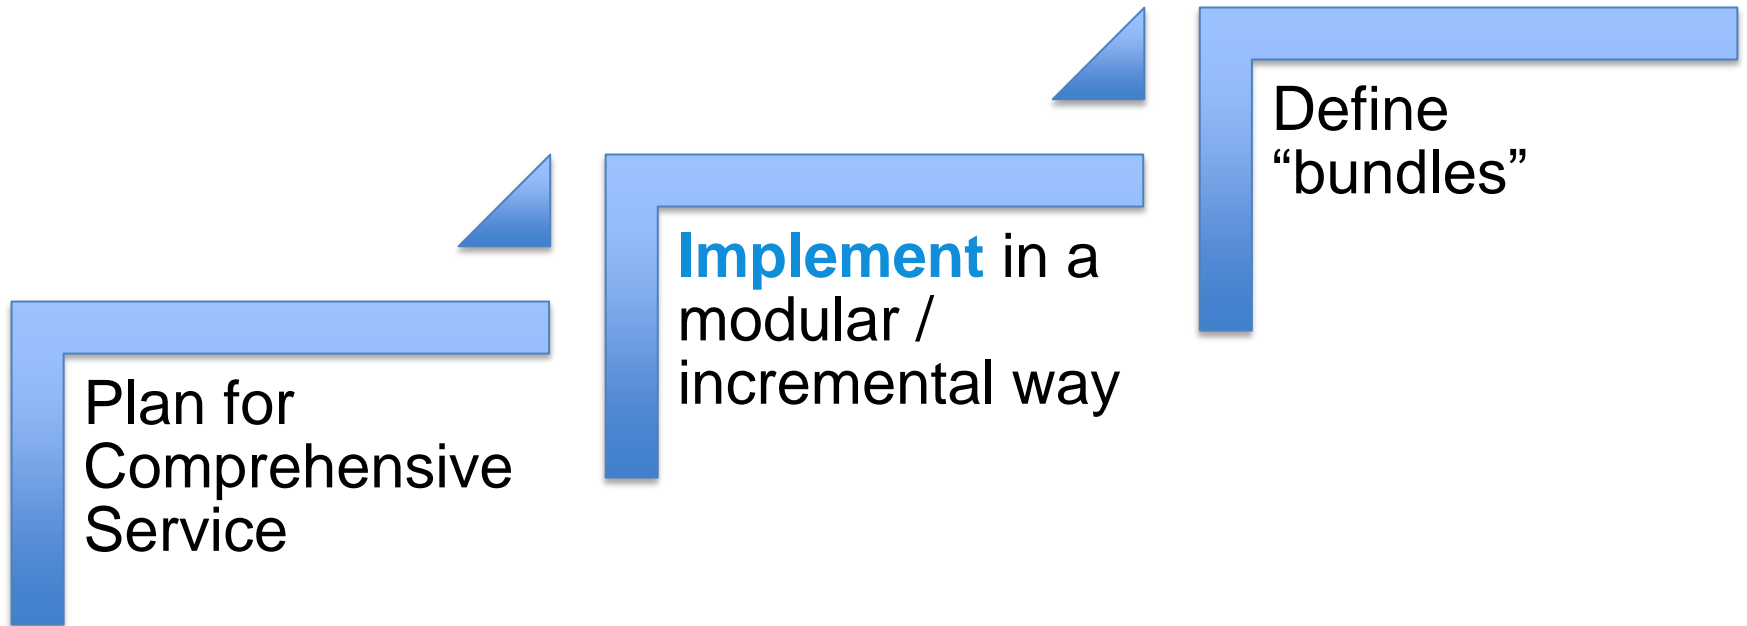 Plan for
Comprehensive
Service
Implement in a
modular /
incremental way
Define
“bundles”